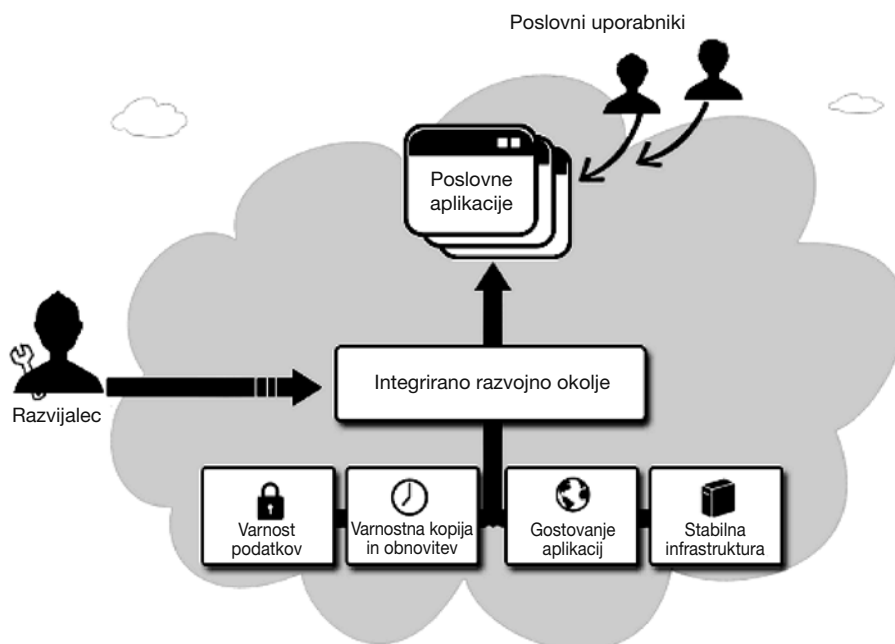 Poslovni uporabniki
Poslovne
aplikacije
Integrirano razvojno okolje
Razvijalec
Varnost
podatkov
Varnostna kopija
in obnovitev
Gostovanje
aplikacij
Stabilna
infrastruktura